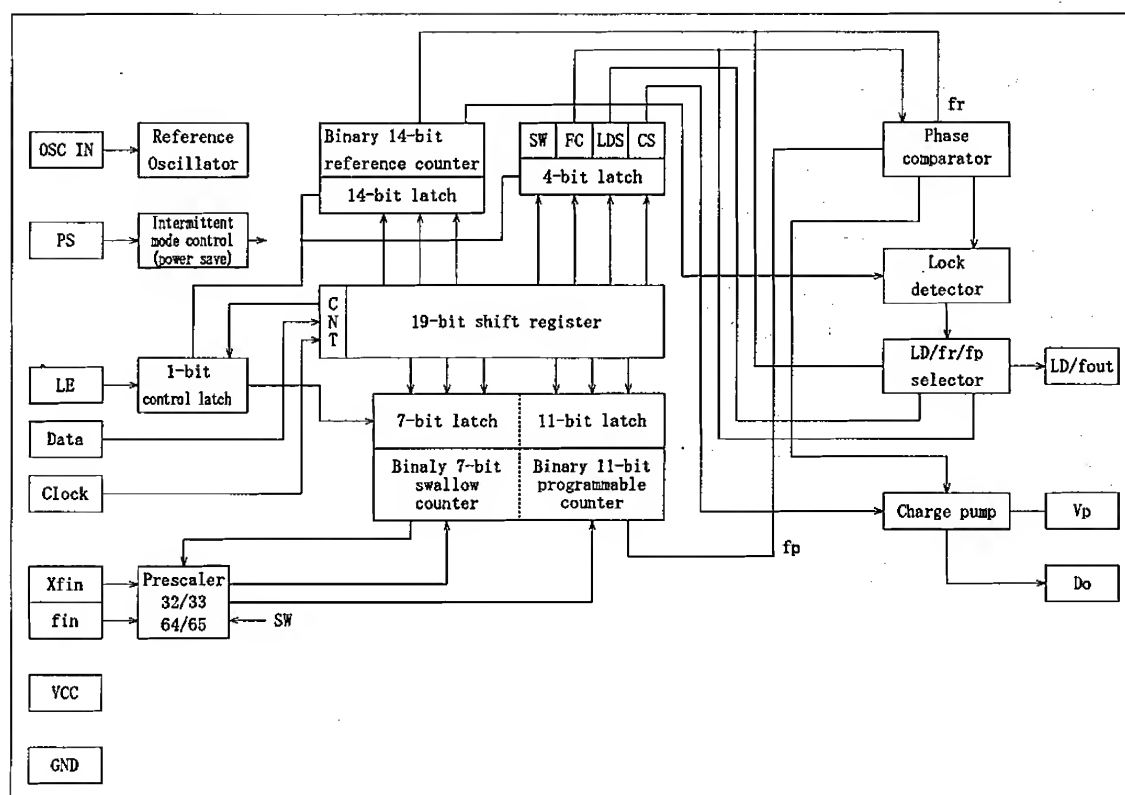 fr
OSC IN
Reference
Oscillator
Binary 14-bit
reference counter
14-bit latch
SW
FC
LDS
CS
4-bit latch
Phase
comparator
PS
Intermittent
mode control
(power save)
Lock
detector
C
N
T
19-bit shift register
LE
1-bit
control latch
LD/fr/fp
selector
LD/fout
7-bit latch
11-bit latch
Data
Binaly 7-bit
swallow
counter
Binary 11-bit
programmable
counter
Clock
Charge pump
Vp
fp
Xfin
fin
Prescaler
32/33
64/65
SW
Do
VCC
GND